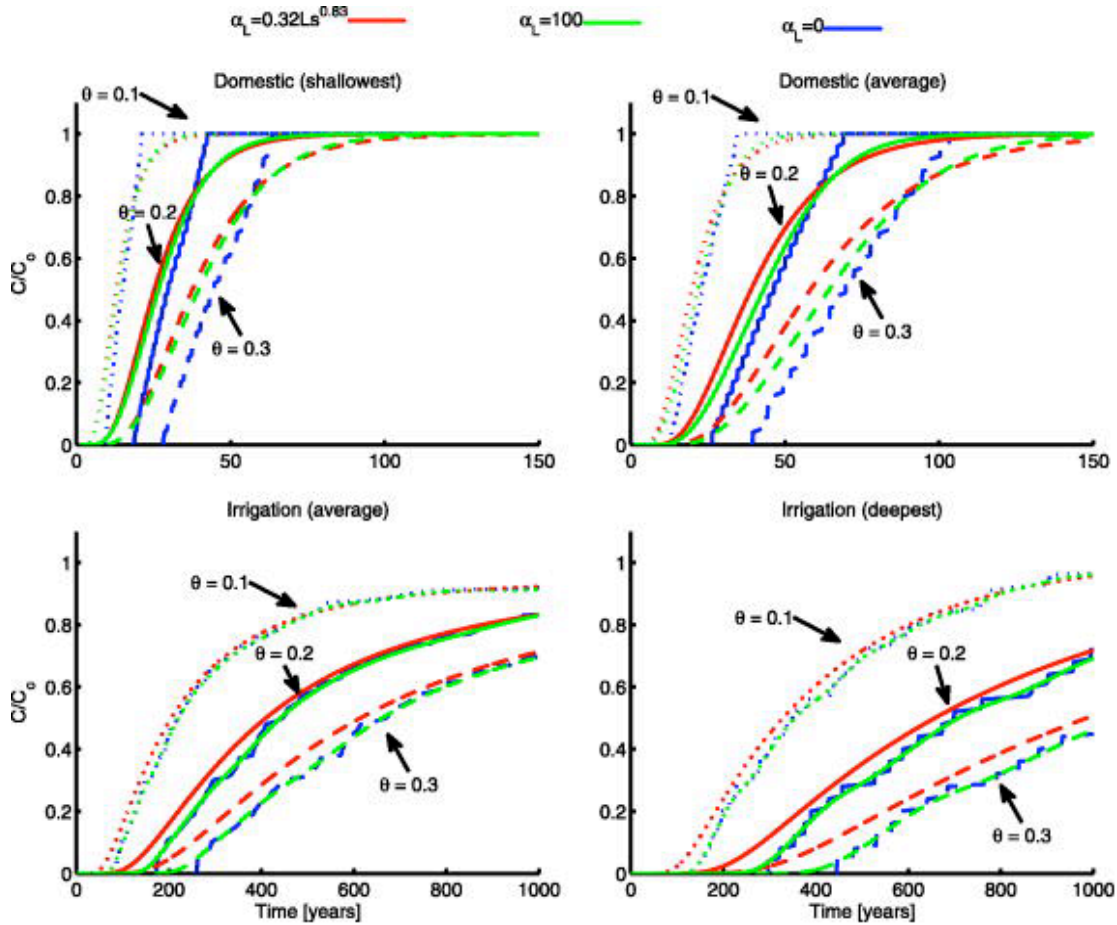 α_L=0.32Ls^0.83 α_L=100 α_L=0
Domestic (shallowest)
θ = 0.1
θ = 0.2
θ = 0.3
C/C_o
0 0.2 0.4 0.6 0.8 1
0 50 100 150
Domestic (average)
θ = 0.1
θ = 0.2
θ = 0.3
0 0.2 0.4 0.6 0.8 1
0 50 100 150
Irrigation (average)
θ = 0.1
θ = 0.2
θ = 0.3
C/C_o
0 0.2 0.4 0.6 0.8 1
0 200 400 600 800 1000
Time [years]
Irrigation (deepest)
θ = 0.1
θ = 0.2
θ = 0.3
0 0.2 0.4 0.6 0.8 1
0 200 400 600 800 1000
Time [years]